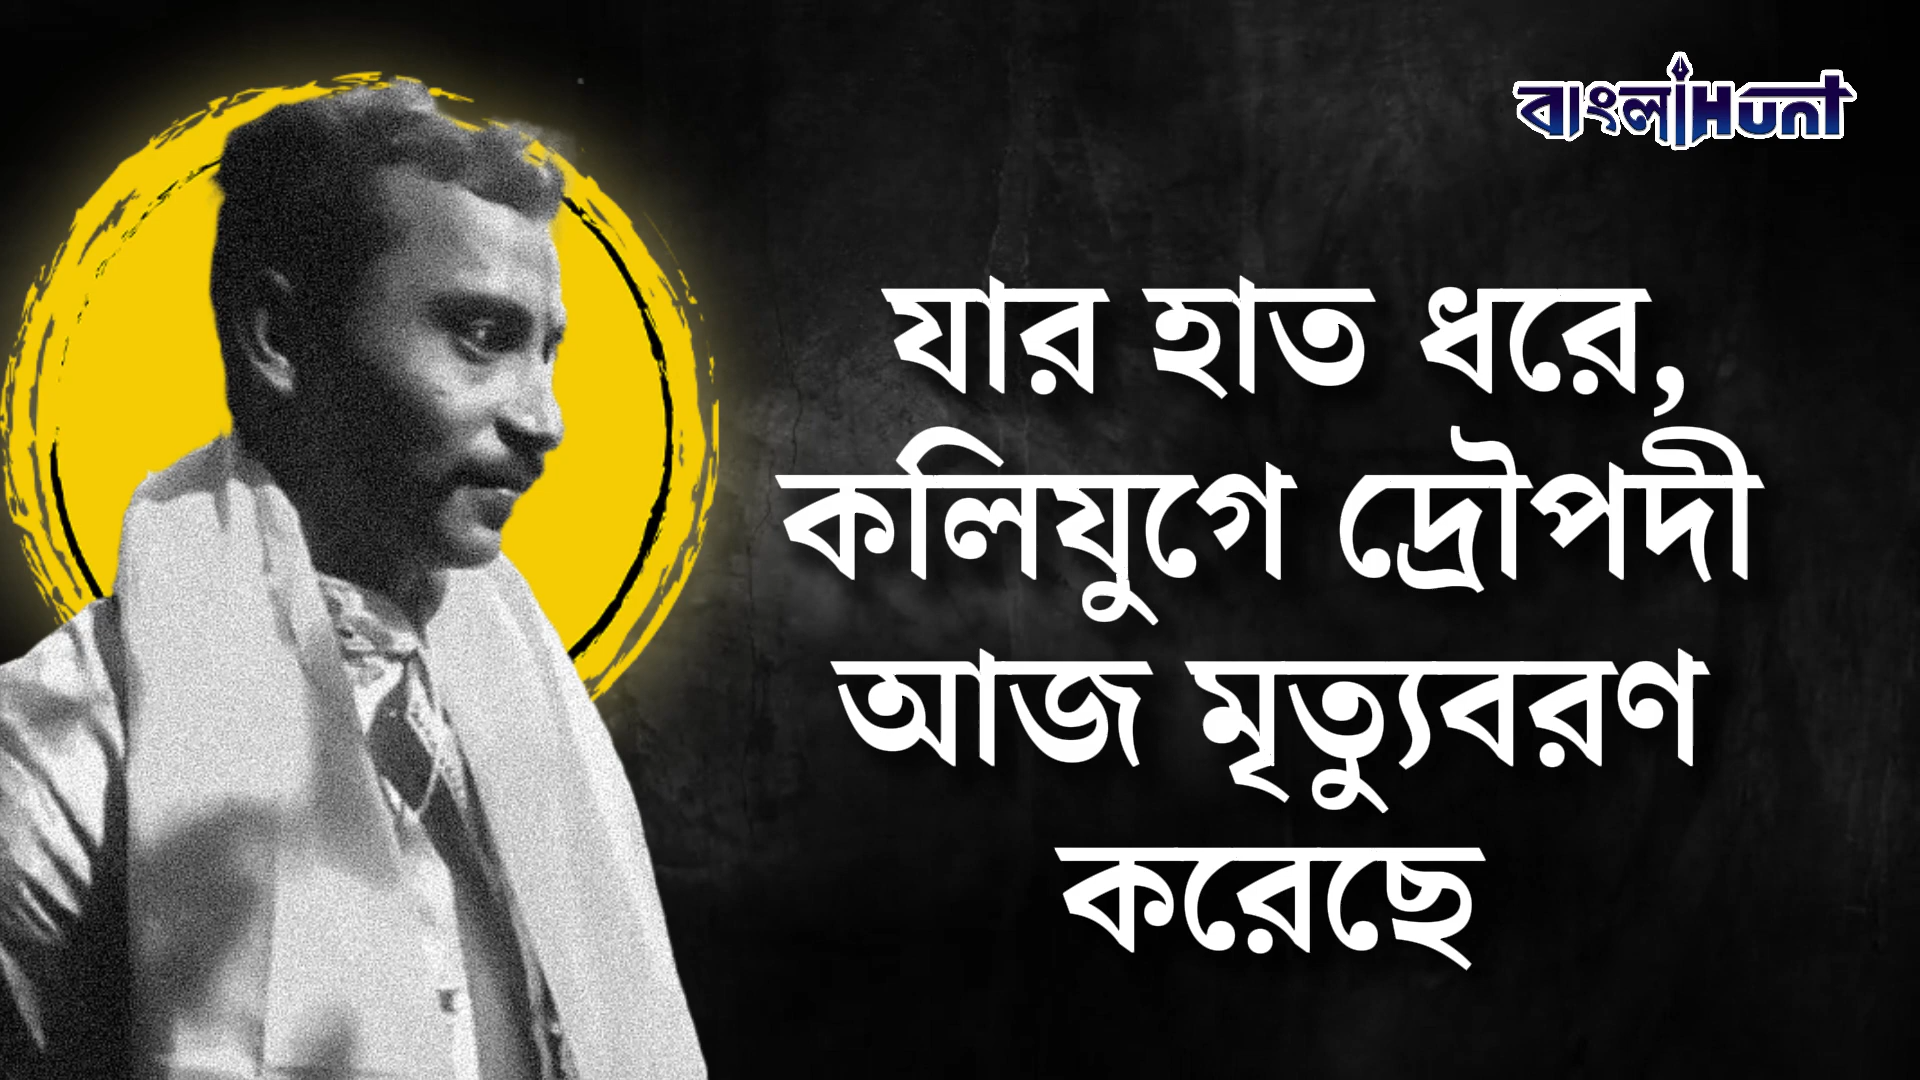 বাংলাHunt
যার হাত ধরে,
কলিযুগে দ্রৌপদী
আজ মৃত্যুবরণ
করেছে